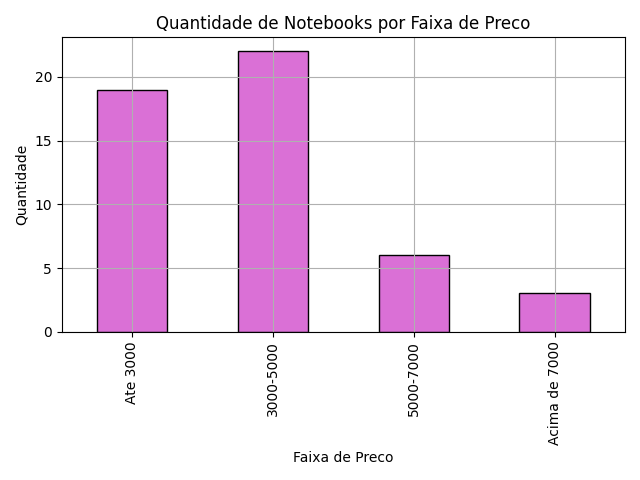 Quantidade de Notebooks por Faixa de Preco
Quantidade
20
15
10
5
0
Ate 3000
3000-5000
5000-7000
Acima de 7000
Faixa de Preco